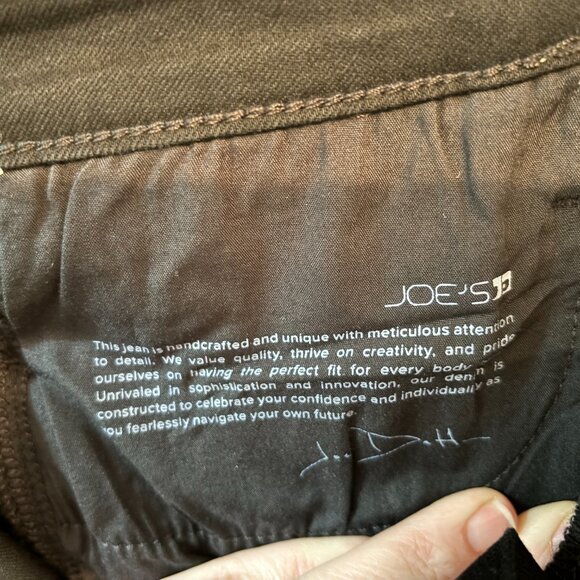 JOE'S
This jean is handcrafted and unique with meticulous attention
to detail. We value quality, thrive on creativity, and pride
ourselves on having the perfect fit for every body
Unrivaled in sophistication and innovation, our denim is
constructed to celebrate your confidence and individually as
you fearlessly navigate your own future.